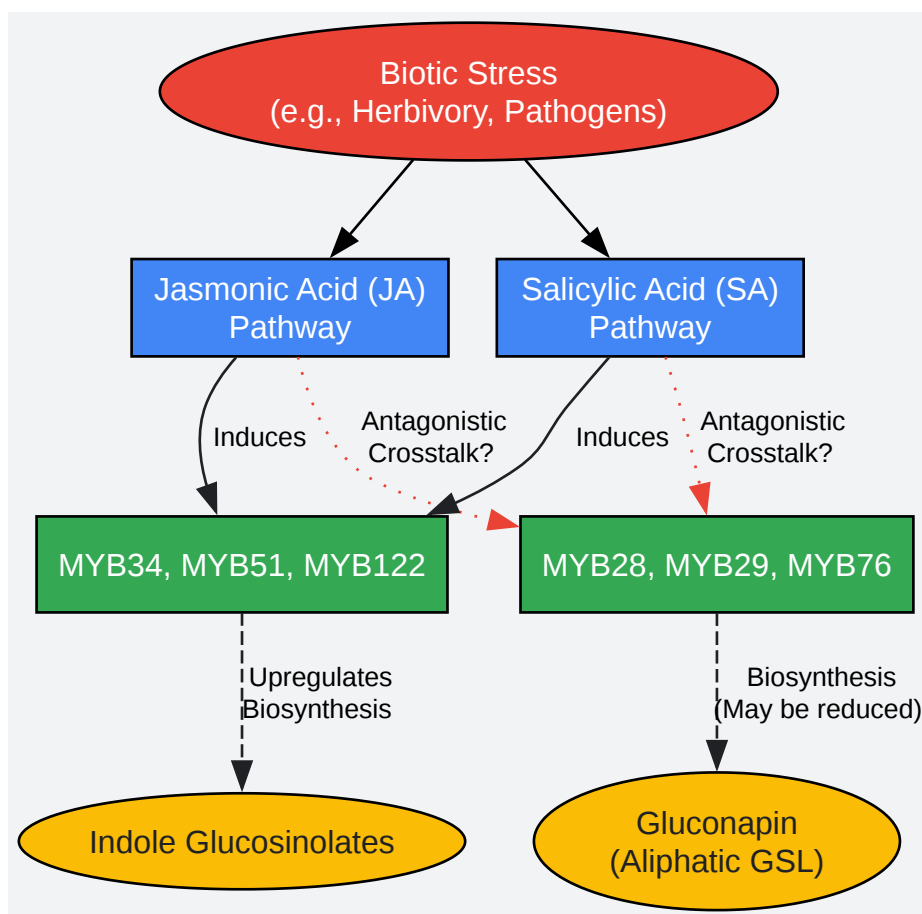 Biotic Stress
(e.g., Herbivory, Pathogens)
Jasmonic Acid (JA)
Pathway
Salicylic Acid (SA)
Pathway
Induces
Antagonistic
Crosstalk?
Induces
Antagonistic
Crosstalk?
MYB34, MYB51, MYB122
MYB28, MYB29, MYB76
Upregulates
Biosynthesis
Biosynthesis
(May be reduced)
Indole Glucosinolates
Gluconapin
(Aliphatic GSL)